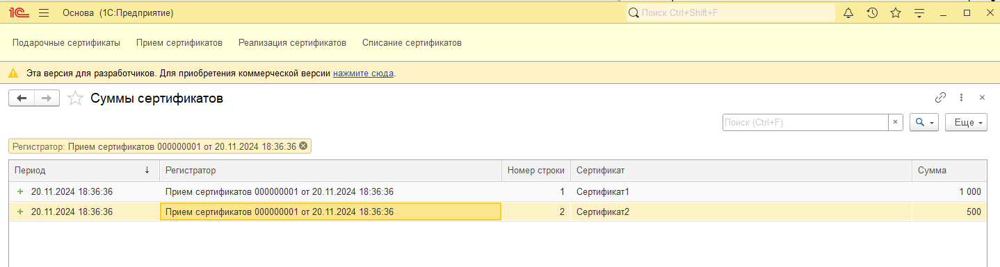 1С Основа (1С:Предприятие) Поиск Ctrl+Shift+F
Подарочные сертификаты Прием сертификатов Реализация сертификатов Списание сертификатов
Эта версия для разработчиков. Для приобретения коммерческой версии нажмите сюда.
Суммы сертификатов
Поиск (Ctrl+F) × Еще
Регистратор: Прием сертификатов 000000001 от 20.11.2024 18:36:36
Период ↓ Регистратор Номер строки Сертификат Сумма
20.11.2024 18:36:36 Прием сертификатов 000000001 от 20.11.2024 18:36:36 1 Сертификат1 1 000
20.11.2024 18:36:36 Прием сертификатов 000000001 от 20.11.2024 18:36:36 2 Сертификат2 500